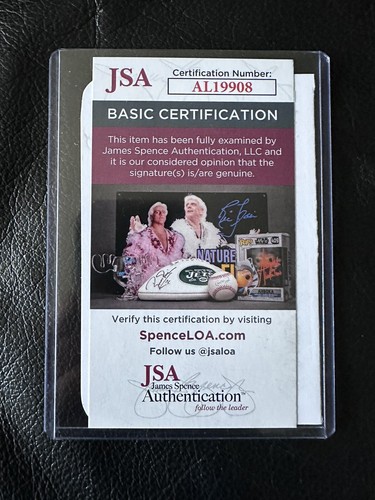 JSA
Certification Number:
AL19908
BASIC CERTIFICATION
This item has been fully examined by
James Spence Authentication, LLC and
it is our considered opinion that the
signature(s) is/are genuine.
NATURE
JETS
Verify this certification by visiting
SpenceLOA.com
Follow us @jsaloa
JSA
James Spence
Authentication™
follow the leader